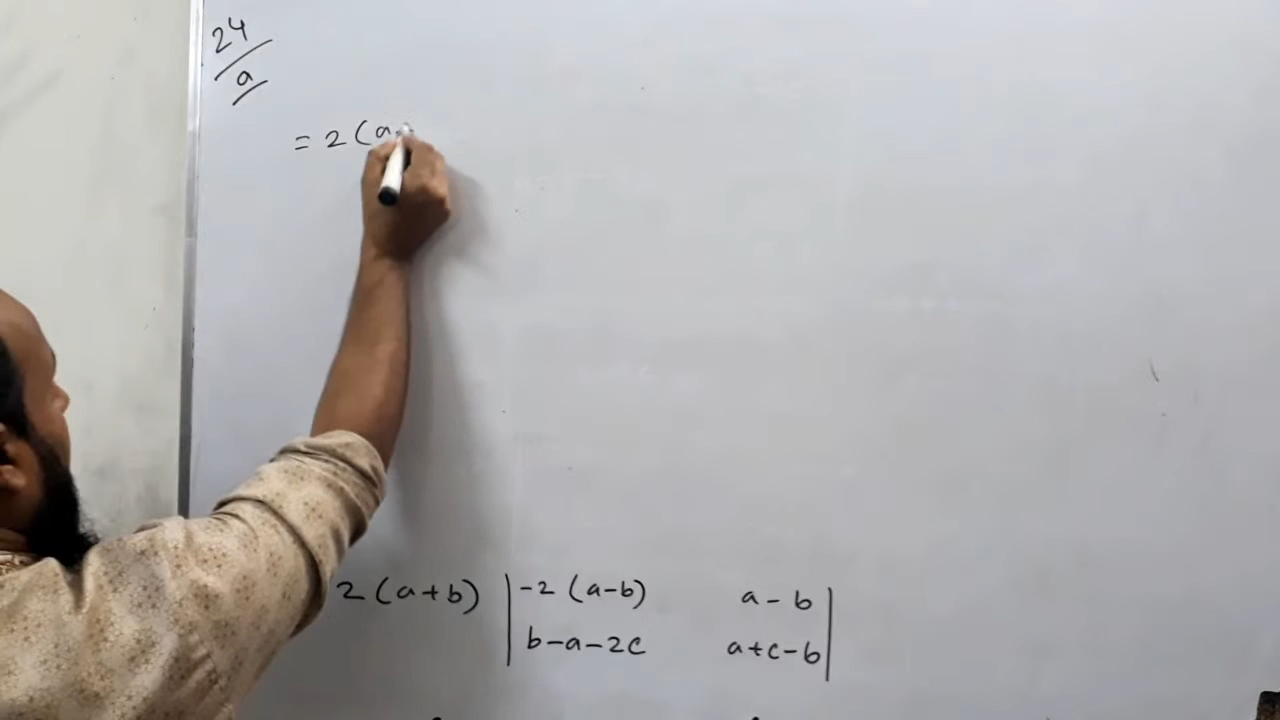 24
a
= 2 (a
2 (a+b) | -2 (a-b) a - b |
| b-a-2c a+c-b |